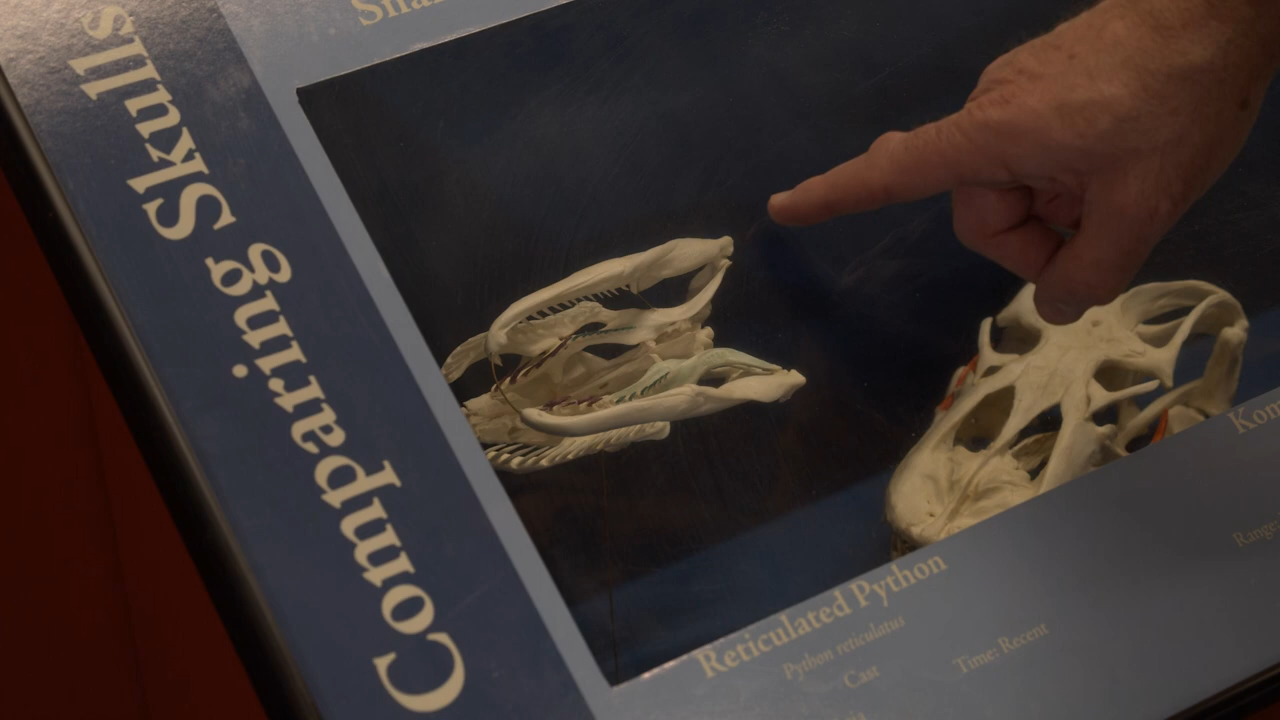 Comparing Skulls
Reticulated Python
Python reticulatus
Cast
Time: Recent